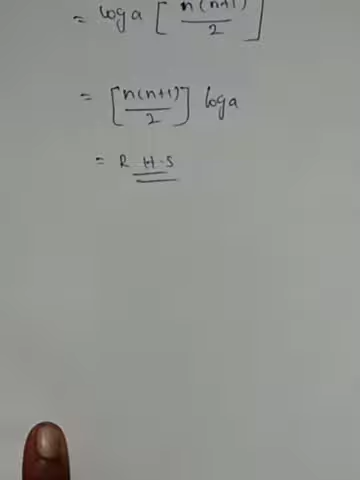 = log a [ n(n+1) / 2 ]
= [ n(n+1) / 2 ] log a
= R H.S